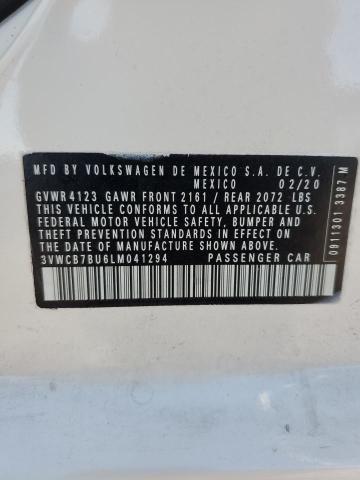 MFD BY VOLKSWAGEN DE MEXICO S.A. DE C.V.
MEXICO 02/20
GVWR 4123 GAWR FRONT 2161 / REAR 2072 LBS
THIS VEHICLE CONFORMS TO ALL APPLICABLE U.S.
FEDERAL MOTOR VEHICLE SAFETY, BUMPER AND
THEFT PREVENTION STANDARDS IN EFFECT ON THE
DATE OF MANUFACTURE SHOWN ABOVE.
3VWCB7BU6LM041294 PASSENGER CAR
0911301 3387 M